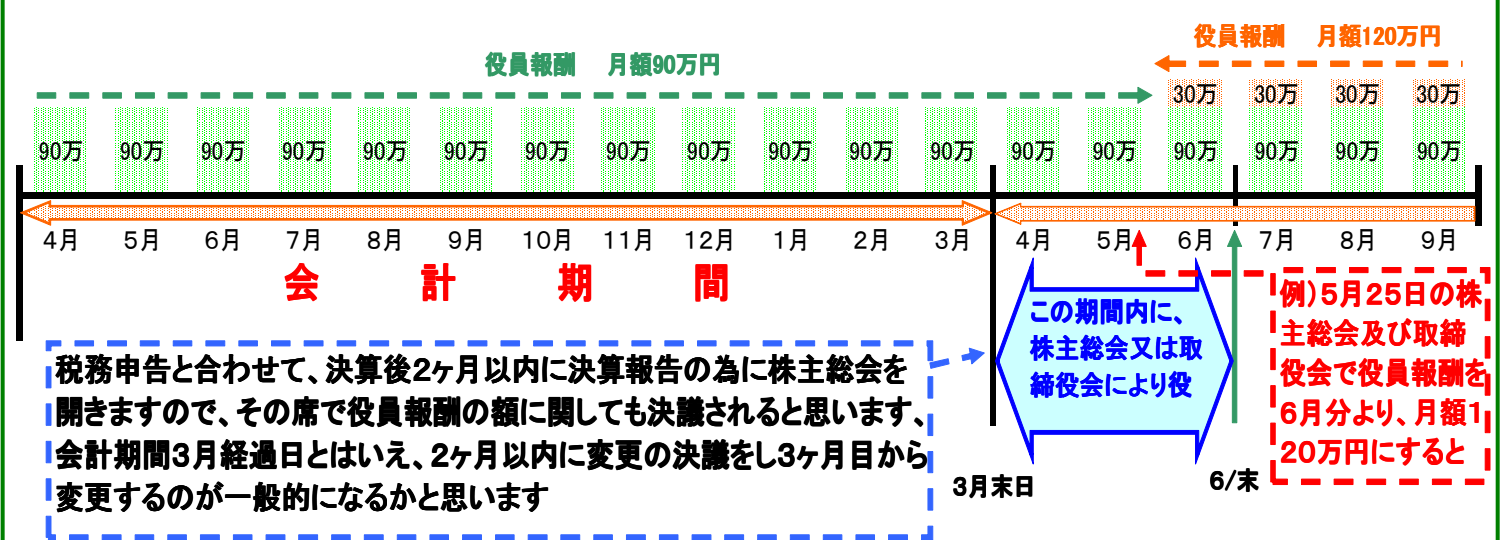 役員報酬 月額120万円
役員報酬 月額90万円
30万 30万 30万 30万
90万 90万 90万 90万 90万 90万 90万 90万 90万 90万 90万 90万 90万 90万 90万 90万 90万 90万
4月 5月 6月 7月 8月 9月 10月 11月 12月 1月 2月 3月 4月 5月 6月 7月 8月 9月
会計期間
この期間内に、
株主総会又は取
締役会により役
例)5月25日の株
主総会及び取締
役会で役員報酬を
6月分より、月額1
20万円にすると
税務申告と合わせて、決算後2ヶ月以内に決算報告の為に株主総会を
開きますので、その席で役員報酬の額に関しても決議されると思います、
会計期間3月経過日とはいえ、2ヶ月以内に変更の決議をし3ヶ月目から
変更するのが一般的になるかと思います
3月末日
6/末